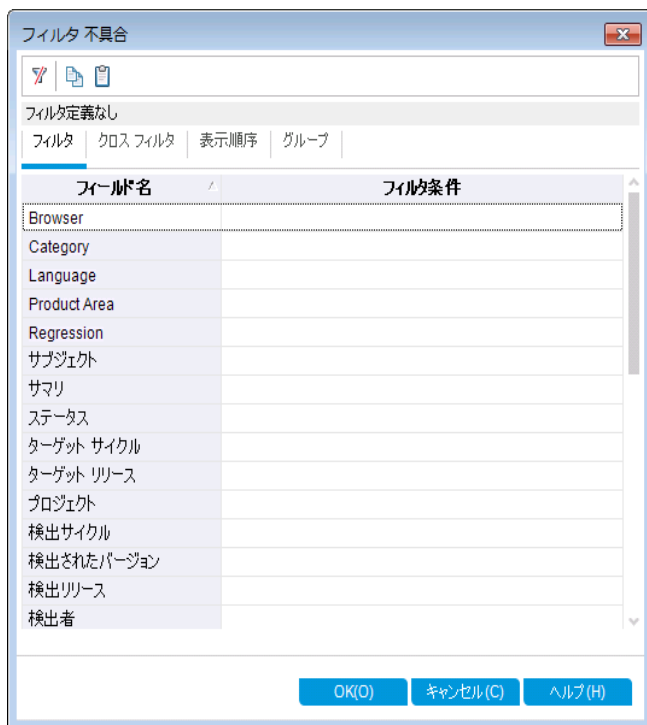 フィルタ 不具合
フィルタ定義なし
フィルタ クロス フィルタ 表示順序 グループ
フィールド名 フィルタ条件
Browser
Category
Language
Product Area
Regression
サブジェクト
サマリ
ステータス
ターゲット サイクル
ターゲット リリース
プロジェクト
検出サイクル
検出されたバージョン
検出リリース
検出者
OK(O) キャンセル(C) ヘルプ(H)